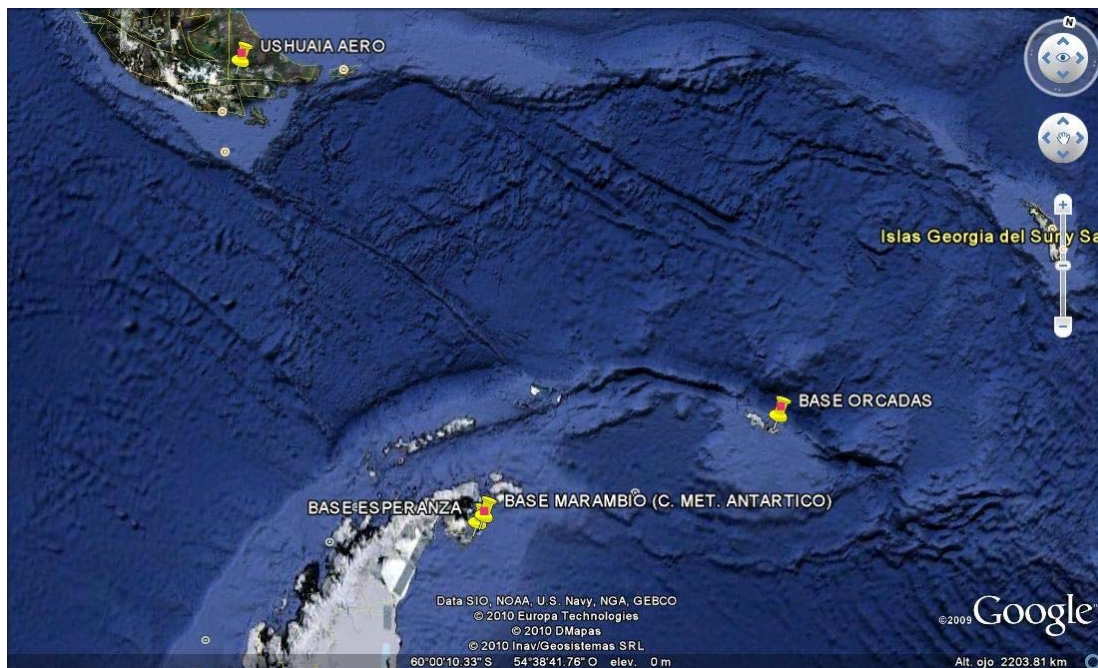 N
USHUAIA AERO
Islas Georgia del Sur y Sa
BASE ORCADAS
BASE ESPERANZA
BASE MARAMBIO (C. MET. ANTARTICO)
Data SIO, NOAA, U.S. Navy, NGA, GEBCO
© 2010 Europa Technologies
© 2010 DMapas
© 2010 Inav/Geosistemas SRL
©2009 Google
60°00'10.33" S 54°38'41.76" O elev. 0 m Alt. ojo 2203.81 km